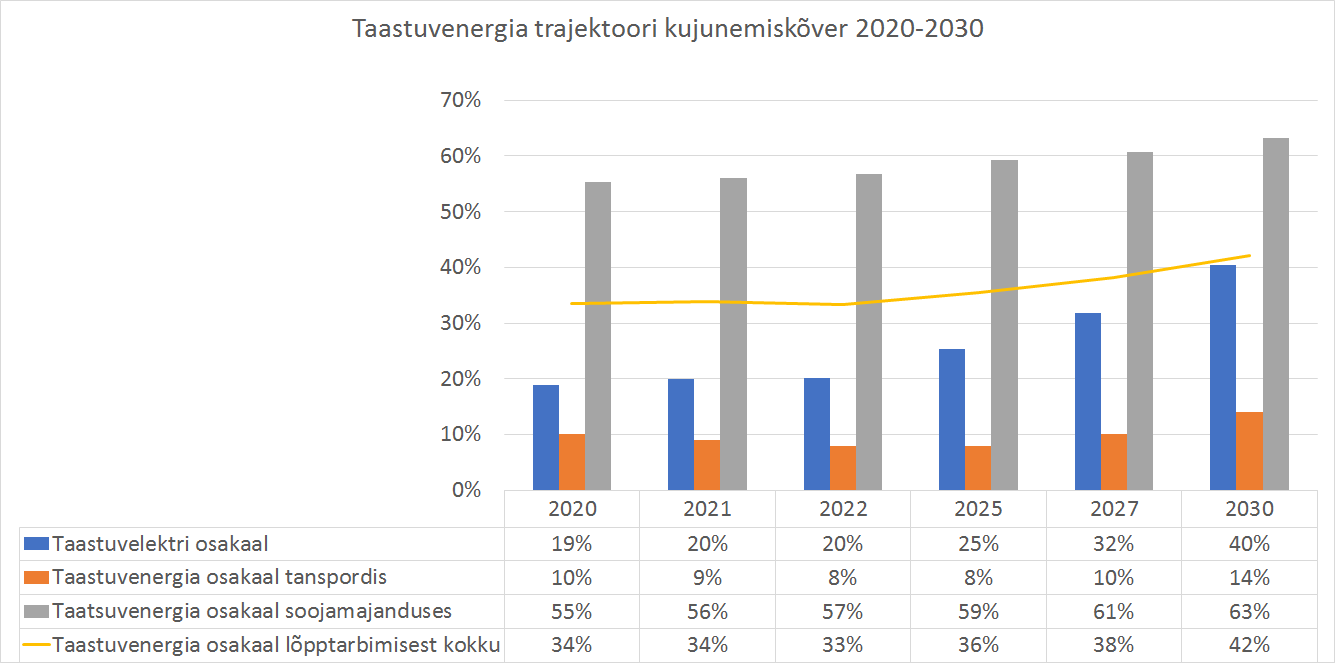 Taastuvenergia trajektoori kujunemiskõver 2020-2030
70%
60%
50%
40%
30%
20%
10%
0%
2020 2021 2022 2025 2027 2030
Taastuvelektri osakaal 19% 20% 20% 25% 32% 40%
Taastuvenergia osakaal tanspordis 10% 9% 8% 8% 10% 14%
Taatsuvenergia osakaal soojamajanduses 55% 56% 57% 59% 61% 63%
Taastuvenergia osakaal lõpptarbimisest kokku 34% 34% 33% 36% 38% 42%